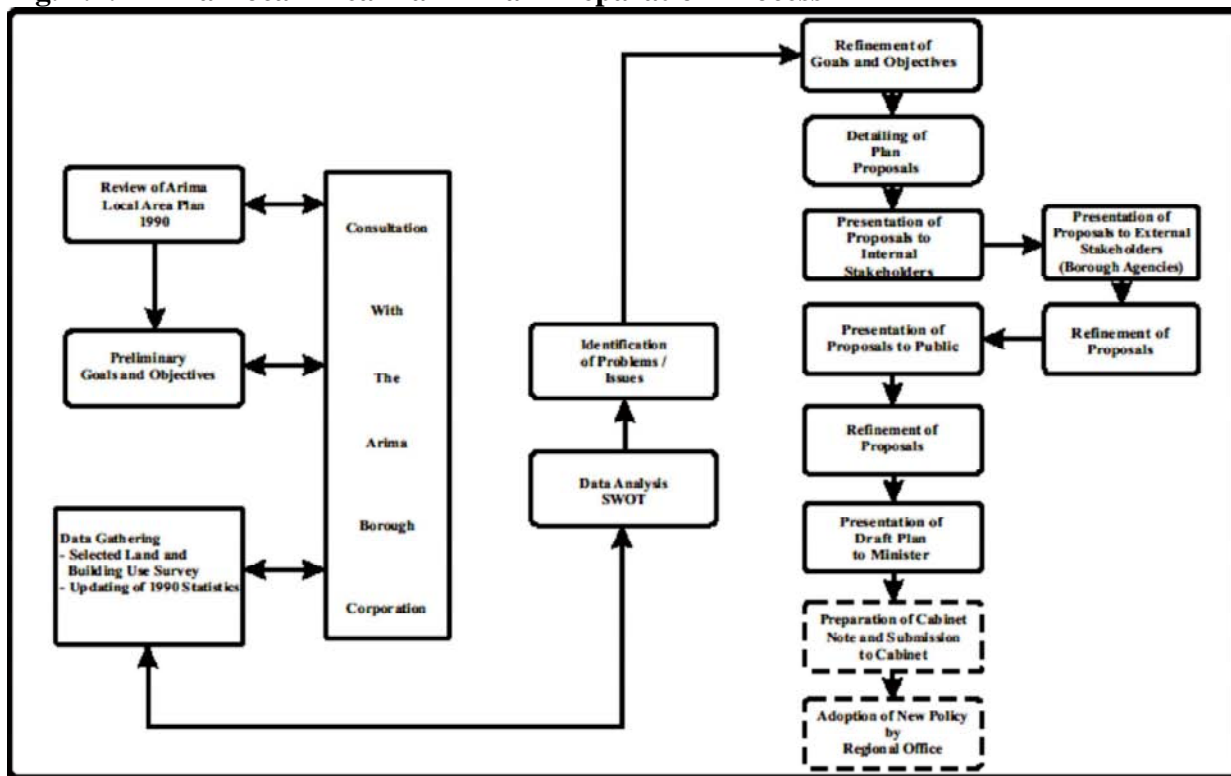 Refinement of
Goals and Objectives
Detailing of
Plan
Proposals
Review of Arima
Local Area Plan
1990
Consultation
With
The
Arima
Borough
Corporation
Presentation of
Proposals to
Internal
Stakeholders
Presentation of
Proposals to External
Stakeholders
(Borough Agencies)
Preliminary
Goals and Objectives
Identification
of Problems /
Issues
Presentation of
Proposals to Public
Refinement of
Proposals
Refinement of
Proposals
Data Analysis
SWOT
Data Gathering
- Selected Land and
Building Use Survey
- Updating of 1990 Statistics
Presentation of
Draft Plan
to Minister
Preparation of Cabinet
Note and Submission
to Cabinet
Adoption of New Policy
by
Regional Office